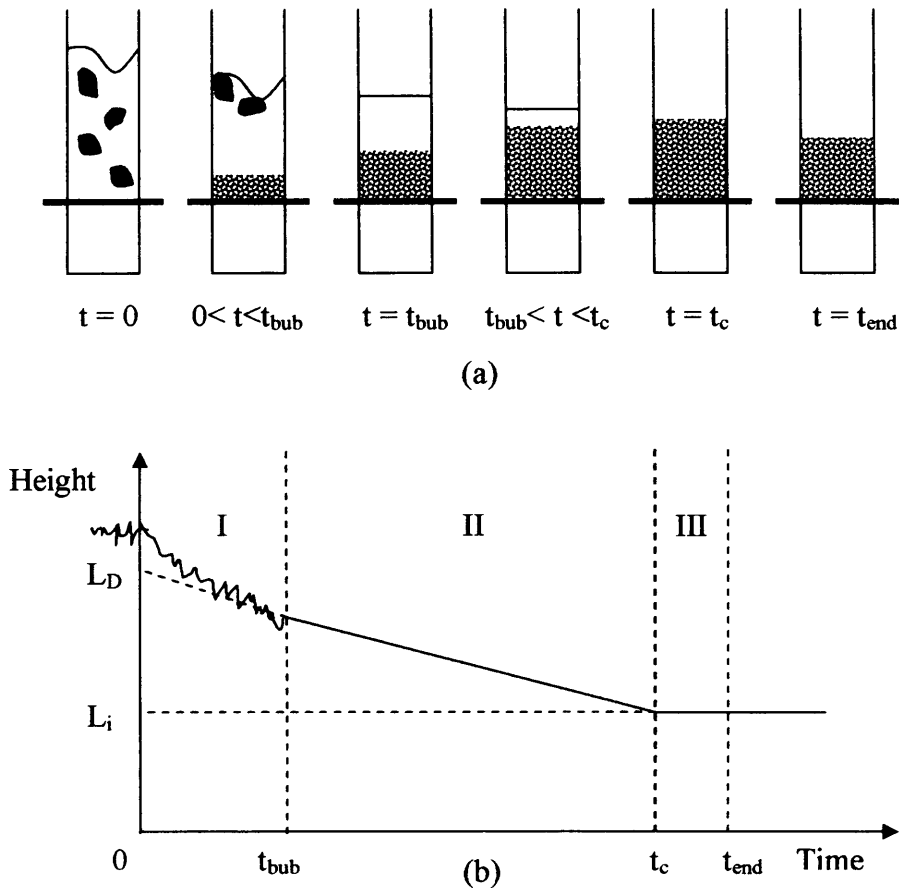 t = 0 0< t<t_bub t = t_bub t_bub< t <t_c t = t_c t = t_end
(a)
Height
I II III
L_D
L_i
0 t_bub t_c t_end Time
(b)